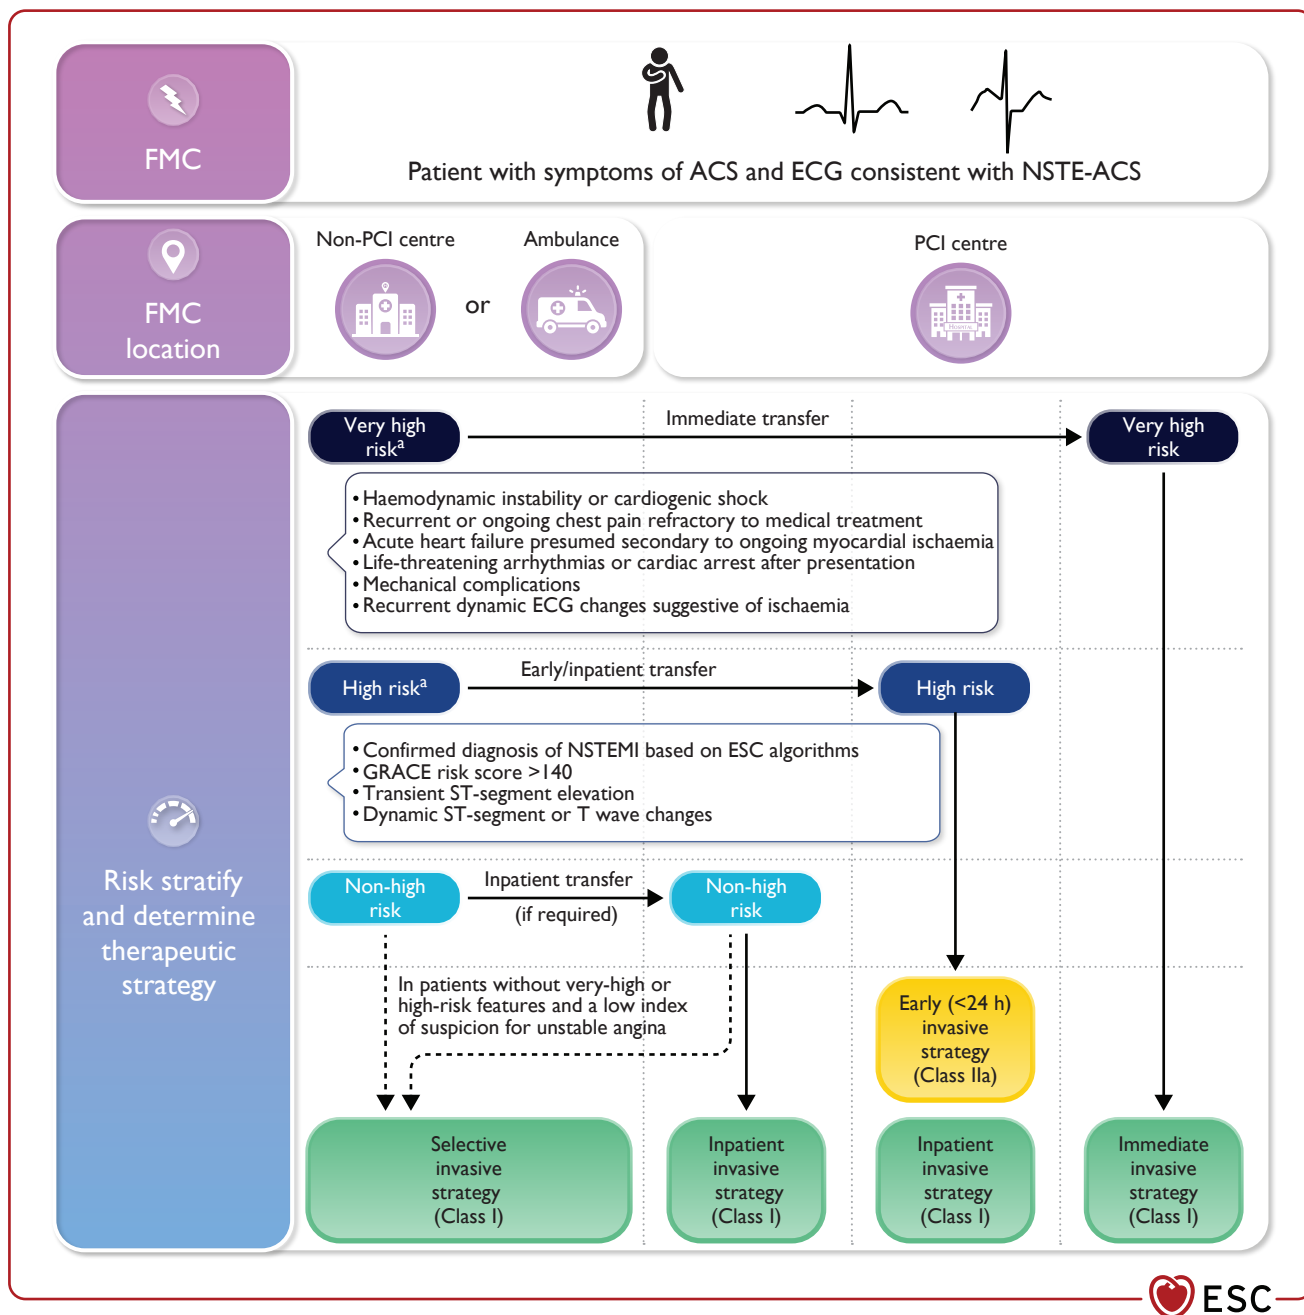 FMC
Patient with symptoms of ACS and ECG consistent with NSTE-ACS
FMC
location
Non-PCI centre
or
Ambulance
PCI centre
HOSPITAL
Risk stratify
and determine
therapeutic
strategy
Very high
riskᵃ
Immediate transfer
Very high
risk
• Haemodynamic instability or cardiogenic shock
• Recurrent or ongoing chest pain refractory to medical treatment
• Acute heart failure presumed secondary to ongoing myocardial ischaemia
• Life-threatening arrhythmias or cardiac arrest after presentation
• Mechanical complications
• Recurrent dynamic ECG changes suggestive of ischaemia
High riskᵃ
Early/inpatient transfer
High risk
• Confirmed diagnosis of NSTEMI based on ESC algorithms
• GRACE risk score >140
• Transient ST-segment elevation
• Dynamic ST-segment or T wave changes
Non-high
risk
Inpatient transfer
(if required)
Non-high
risk
In patients without very-high or
high-risk features and a low index
of suspicion for unstable angina
Early (<24 h)
invasive
strategy
(Class IIa)
Selective
invasive
strategy
(Class I)
Inpatient
invasive
strategy
(Class I)
Inpatient
invasive
strategy
(Class I)
Immediate
invasive
strategy
(Class I)
ESC